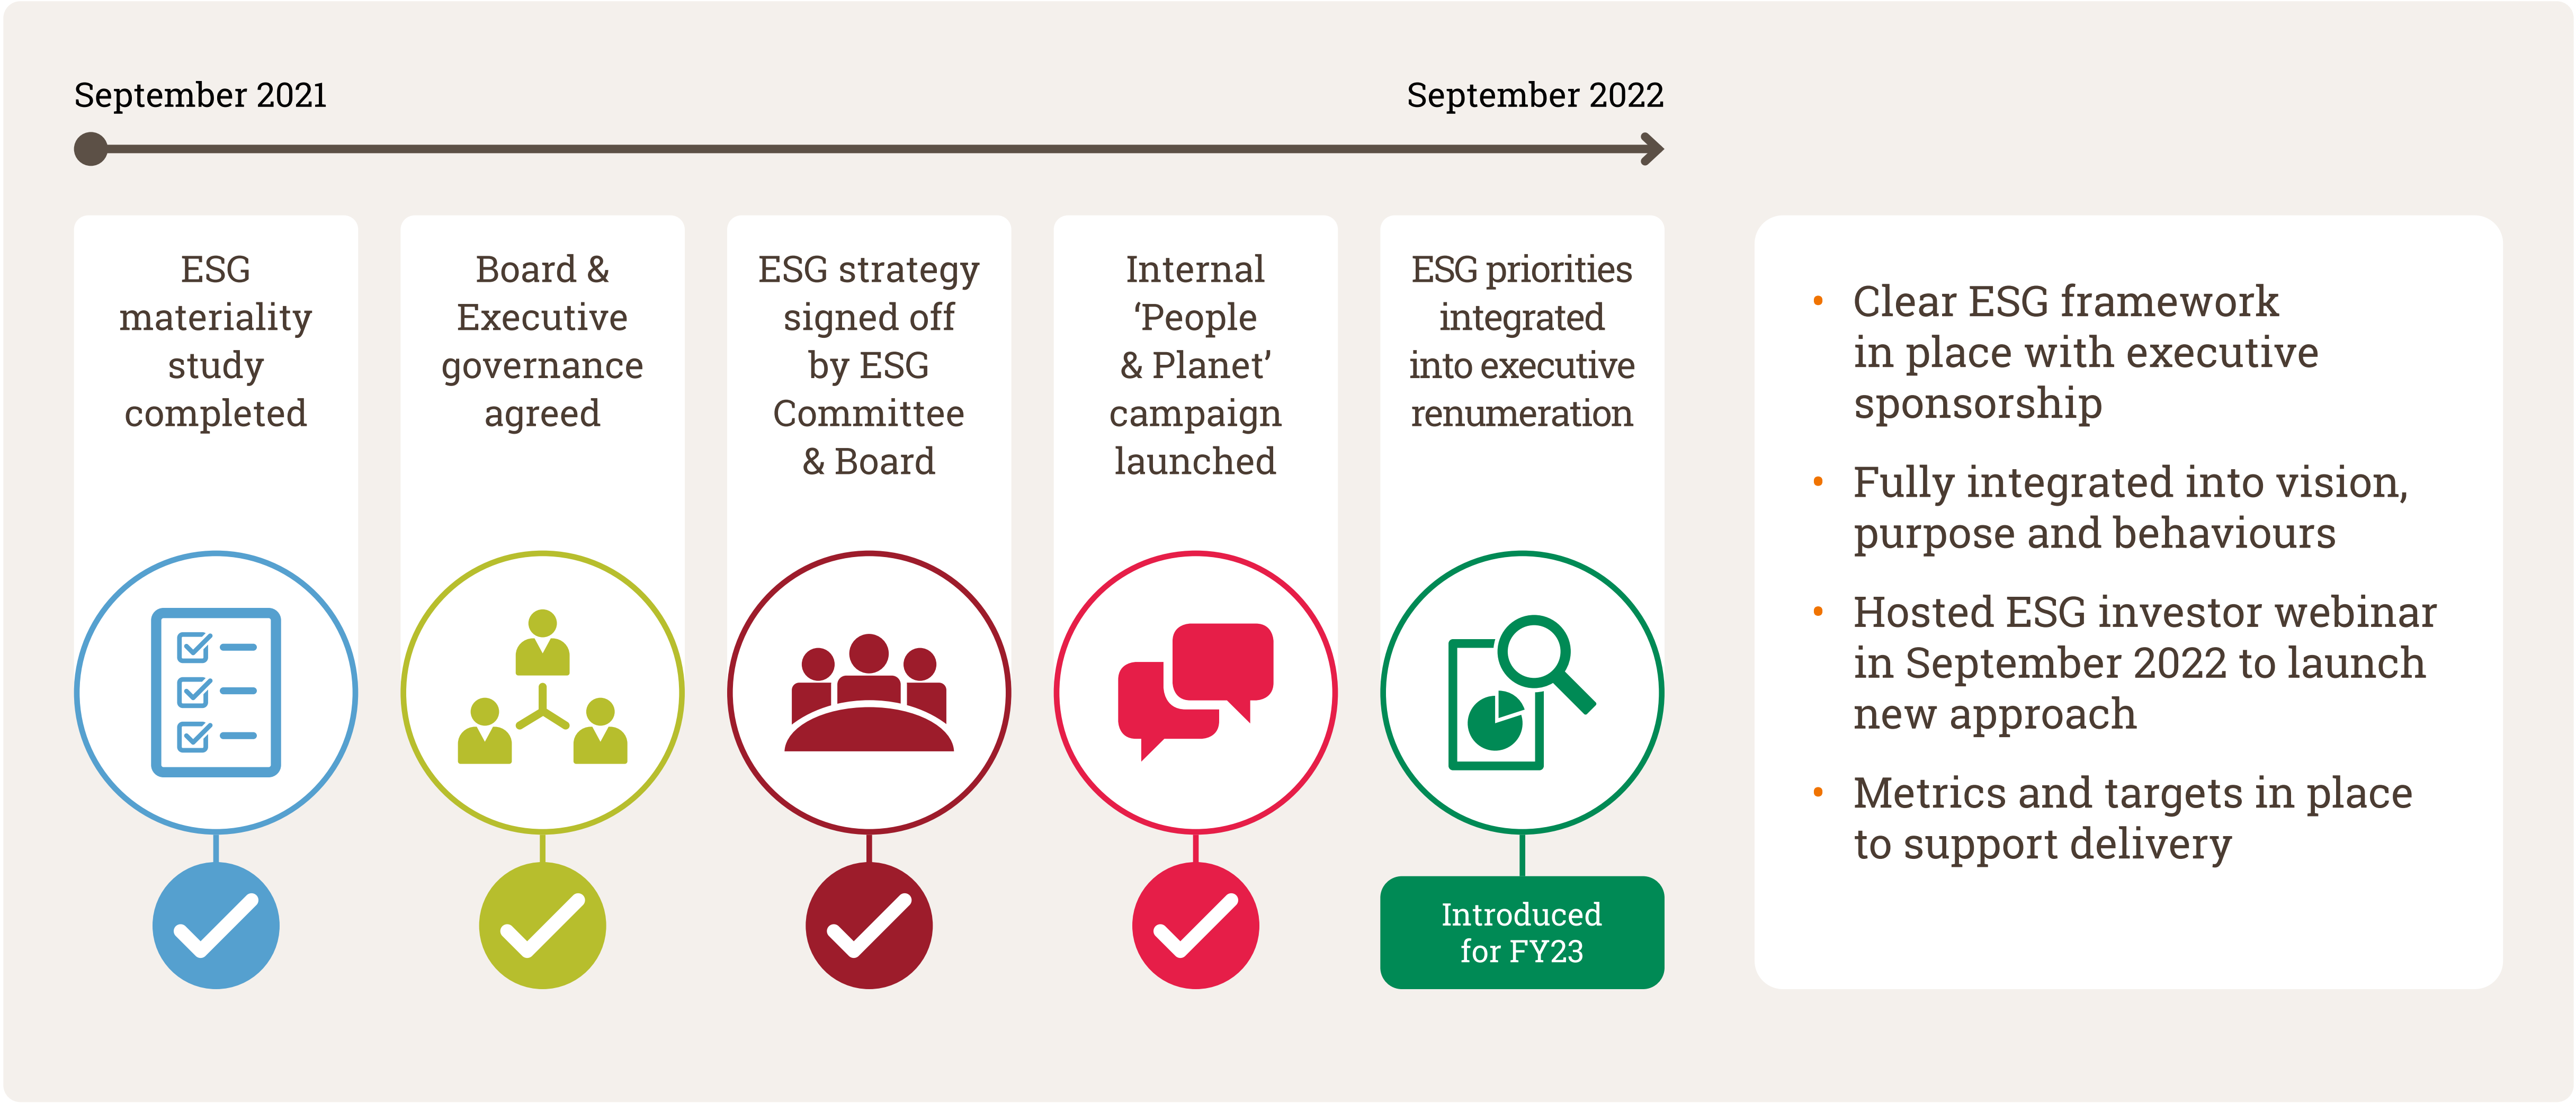 September 2021
September 2022
ESG
materiality
study
completed
Board &
Executive
governance
agreed
ESG strategy
signed off
by ESG
Committee
& Board
Internal
‘People
& Planet’
campaign
launched
ESG priorities
integrated
into executive
renumeration
Introduced
for FY23
• Clear ESG framework
in place with executive
sponsorship
• Fully integrated into vision,
purpose and behaviours
• Hosted ESG investor webinar
in September 2022 to launch
new approach
• Metrics and targets in place
to support delivery